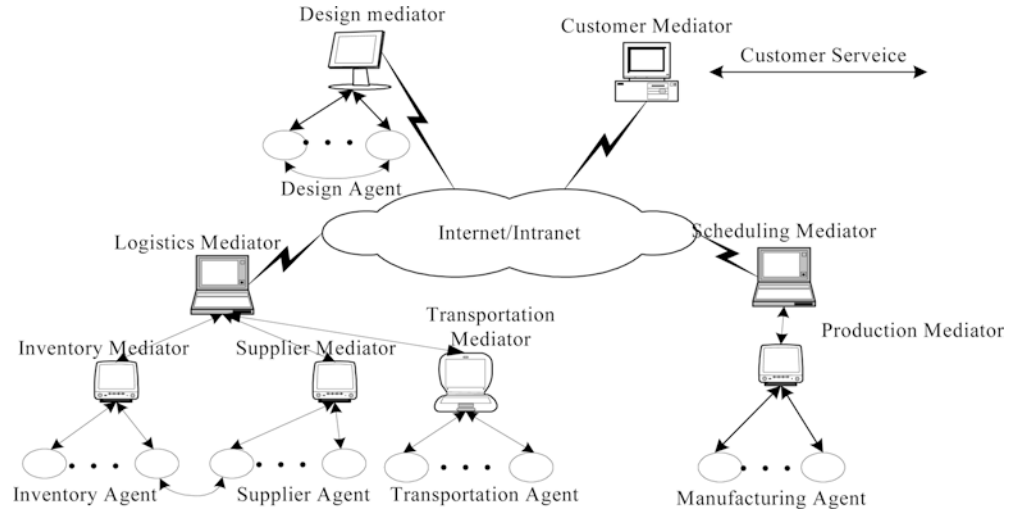 Design mediator
Customer Mediator
Customer Serveice
Design Agent
Internet/Intranet
Logistics Mediator
Scheduling Mediator
Transportation
Mediator
Production Mediator
Inventory Mediator
Supplier Mediator
Inventory Agent
Supplier Agent
Transportation Agent
Manufacturing Agent